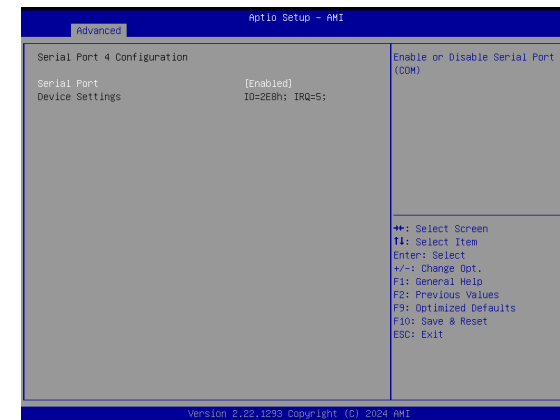 Aptio Setup - AMI
Advanced
Serial Port 4 Configuration
Serial Port [Enabled]
Device Settings IO=2E8h; IRQ=5;
Enable or Disable Serial Port
(COM)
→←: Select Screen
↑↓: Select Item
Enter: Select
+/-: Change Opt.
F1: General Help
F2: Previous Values
F9: Optimized Defaults
F10: Save & Reset
ESC: Exit
Version 2.22.1293 Copyright (C) 2024 AMI